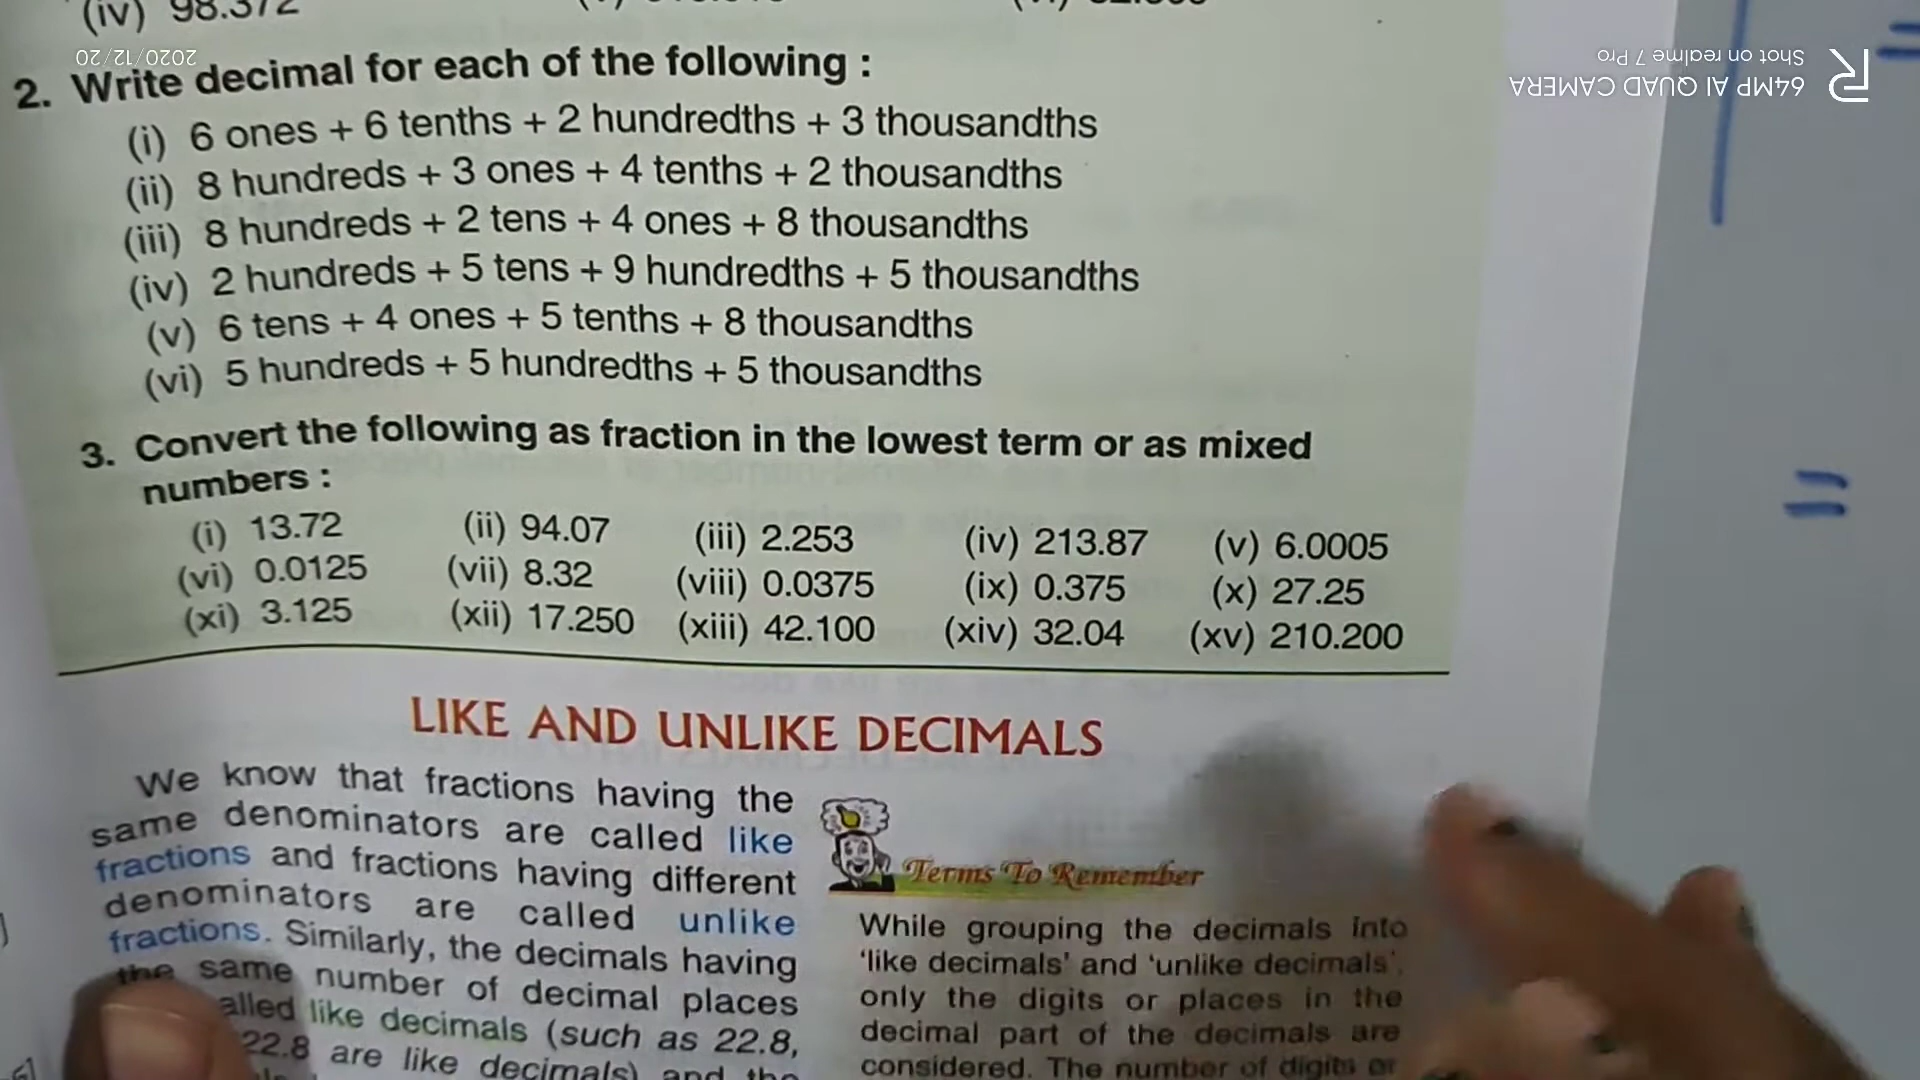 (iv) 98.372
2. Write decimal for each of the following :
(i) 6 ones + 6 tenths + 2 hundredths + 3 thousandths
(ii) 8 hundreds + 3 ones + 4 tenths + 2 thousandths
(iii) 8 hundreds + 2 tens + 4 ones + 8 thousandths
(iv) 2 hundreds + 5 tens + 9 hundredths + 5 thousandths
(v) 6 tens + 4 ones + 5 tenths + 8 thousandths
(vi) 5 hundreds + 5 hundredths + 5 thousandths
3. Convert the following as fraction in the lowest term or as mixed
numbers :
(i) 13.72 (ii) 94.07 (iii) 2.253 (iv) 213.87 (v) 6.0005
(vi) 0.0125 (vii) 8.32 (viii) 0.0375 (ix) 0.375 (x) 27.25
(xi) 3.125 (xii) 17.250 (xiii) 42.100 (xiv) 32.04 (xv) 210.200
LIKE AND UNLIKE DECIMALS
We know that fractions having the
same denominators are called like
fractions and fractions having different
denominators are called unlike
fractions. Similarly, the decimals having
the same number of decimal places
alled like decimals (such as 22.8,
22.8 are like decimals) and the
Terms To Remember
While grouping the decimals into
'like decimals' and 'unlike decimals',
only the digits or places in the
decimal part of the decimals are
considered. The number of digits or
2020/12/20
Shot on realme 7 Pro
64MP AI QUAD CAMERA
=
=